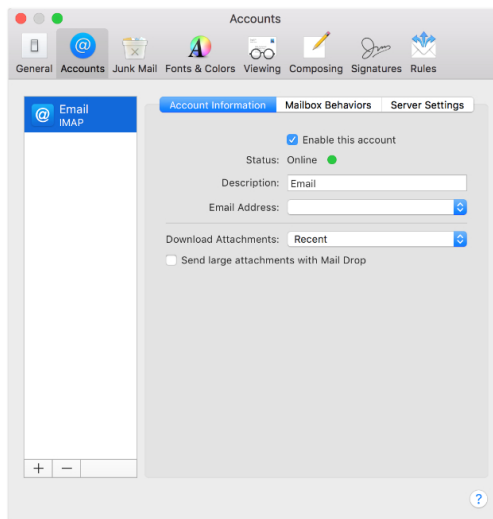 Accounts
General Accounts Junk Mail Fonts & Colors Viewing Composing Signatures Rules
Email
IMAP
Account Information Mailbox Behaviors Server Settings
Enable this account
Status: Online
Description: Email
Email Address:
Download Attachments: Recent
Send large attachments with Mail Drop
+ −
?